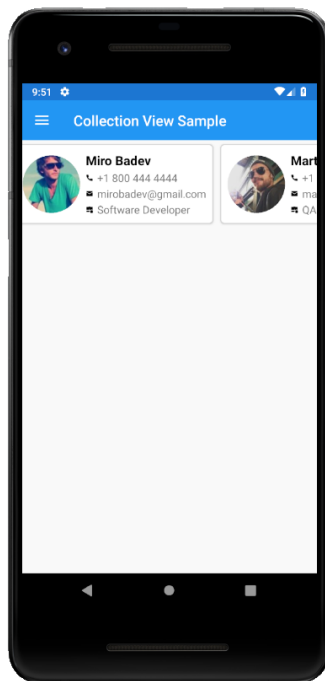 9:51
Collection View Sample
Miro Badev
+1 800 444 4444
mirobadev@gmail.com
Software Developer
Mart
+1
ma
QA